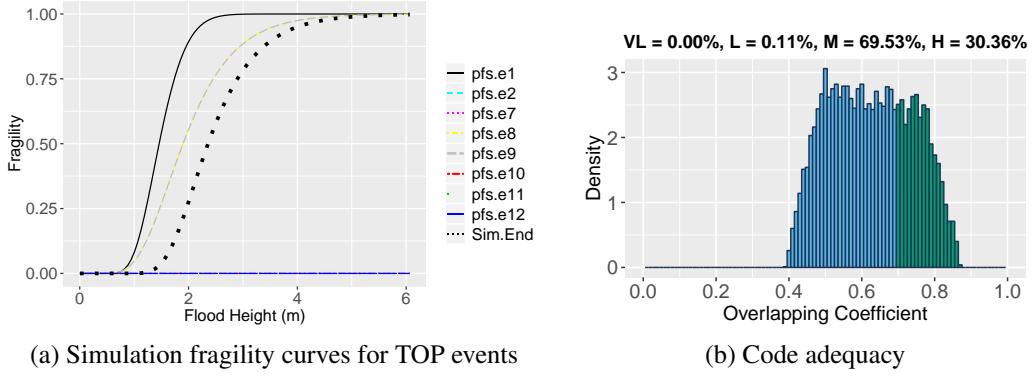 1.00
0.75
0.50
0.25
0.00
Fragility
0 2 4 6
Flood Height (m)
pfs.e1
pfs.e2
pfs.e7
pfs.e8
pfs.e9
pfs.e10
pfs.e11
pfs.e12
Sim.End
(a) Simulation fragility curves for TOP events
VL = 0.00%, L = 0.11%, M = 69.53%, H = 30.36%
3
2
1
0
Density
0.0 0.2 0.4 0.6 0.8 1.0
Overlapping Coefficient
(b) Code adequacy